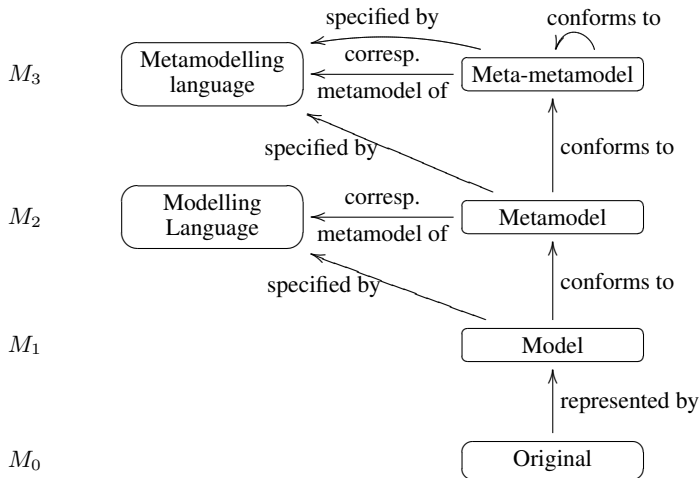 specified by
conforms to
M₃
Metamodelling
language
corresp.
metamodel of
Meta-metamodel
specified by
conforms to
M₂
Modelling
Language
corresp.
metamodel of
Metamodel
specified by
conforms to
M₁
Model
represented by
M₀
Original